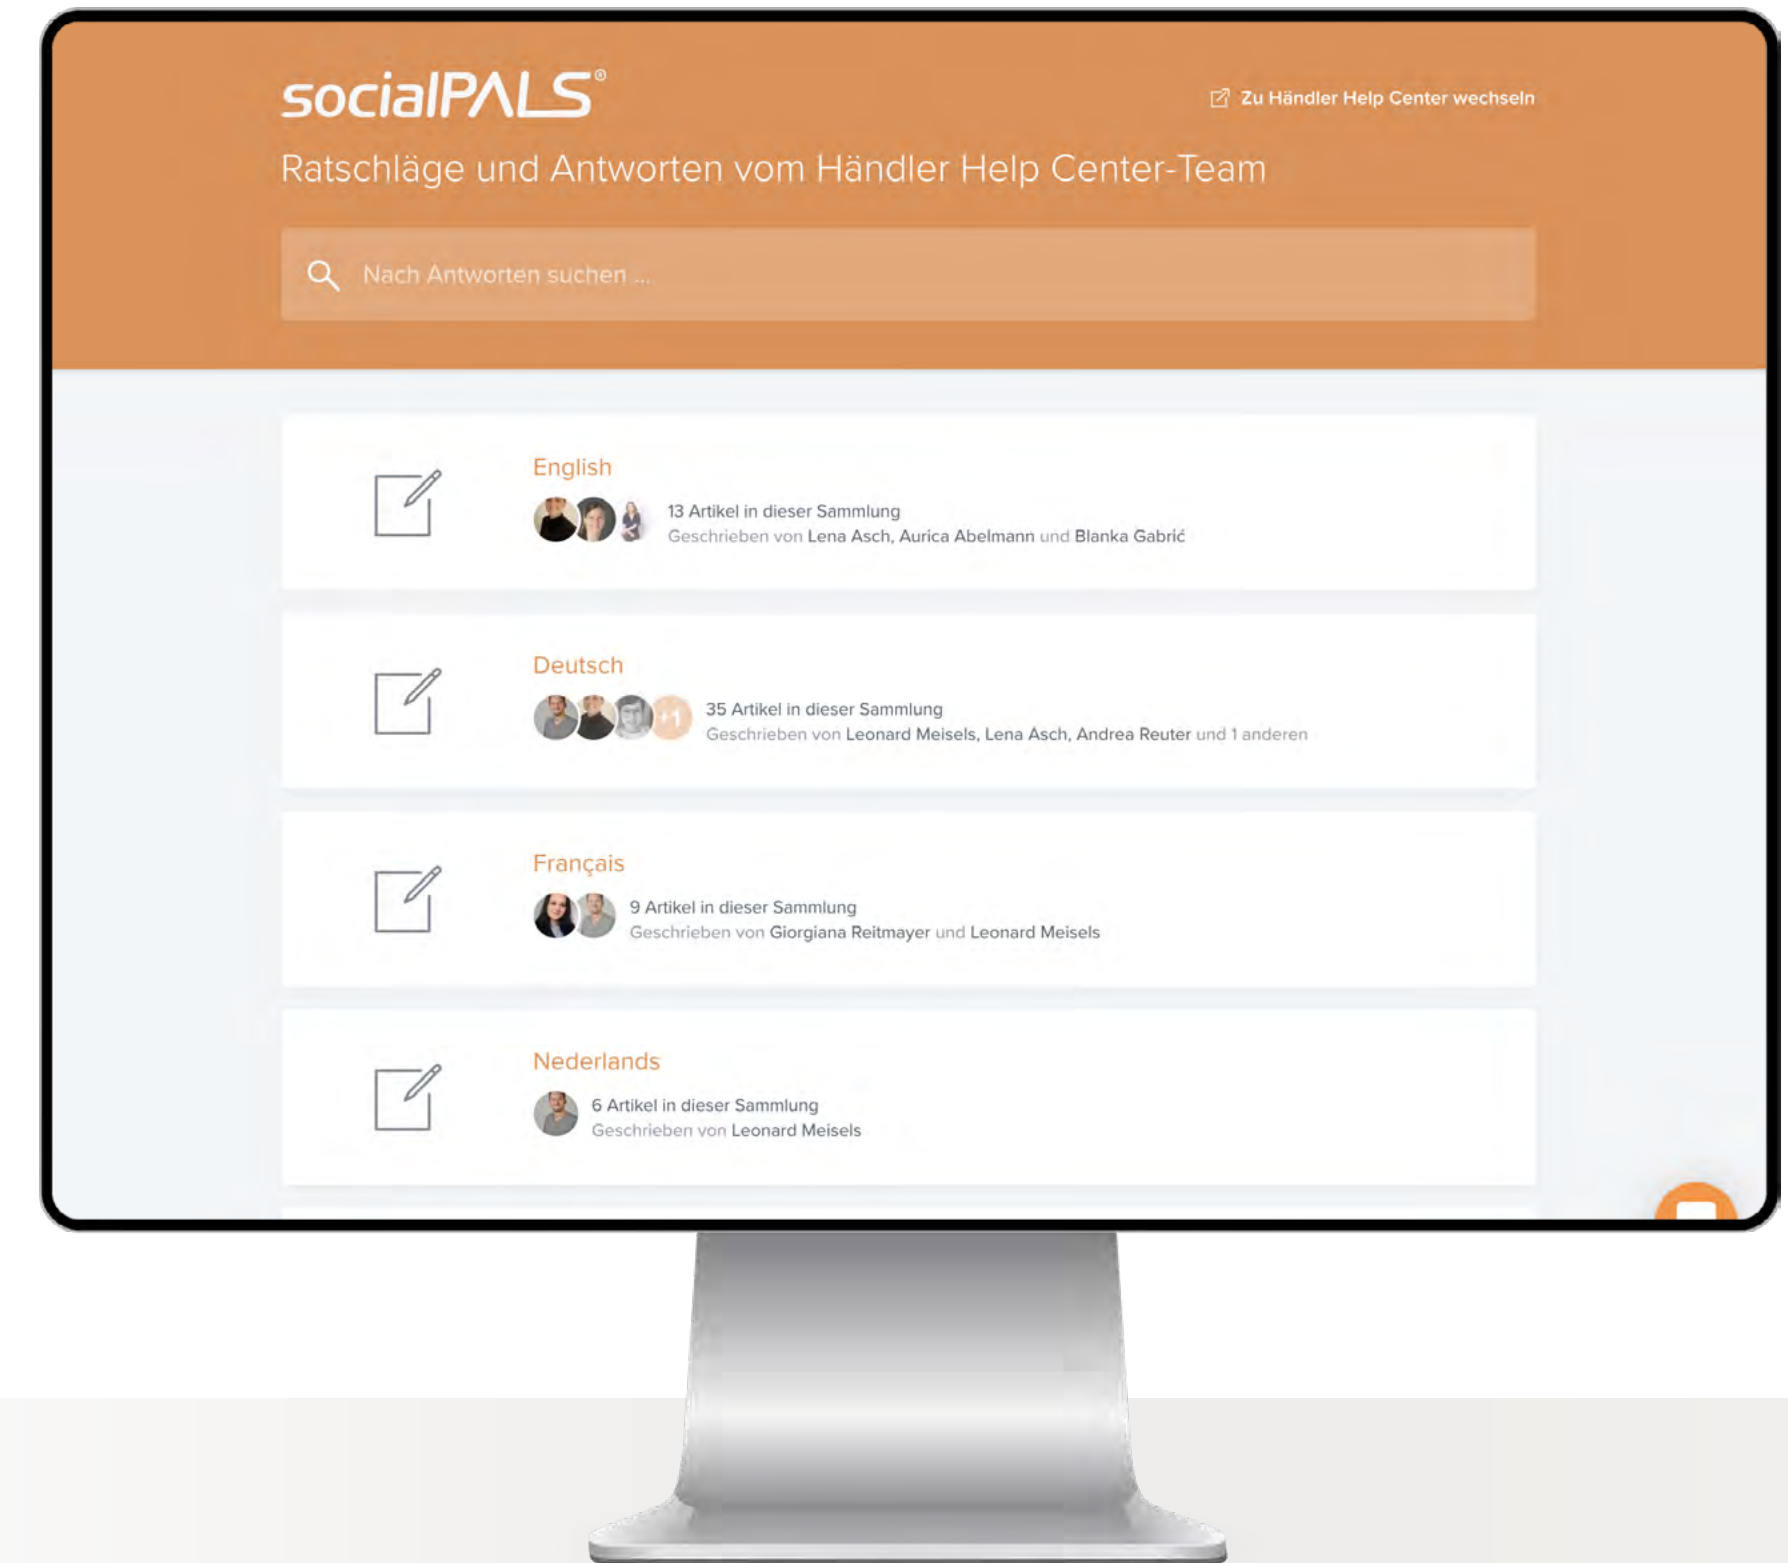 socialPALS®
Zu Händler Help Center wechseln
Ratschläge und Antworten vom Händler Help Center-Team
Nach Antworten suchen ...
English
13 Artikel in dieser Sammlung
Geschrieben von Lena Asch, Aurica Abelmann und Blanka Gabrić
Deutsch
+1
35 Artikel in dieser Sammlung
Geschrieben von Leonard Meisels, Lena Asch, Andrea Reuter und 1 anderen
Français
9 Artikel in dieser Sammlung
Geschrieben von Giorgiana Reitmayer und Leonard Meisels
Nederlands
6 Artikel in dieser Sammlung
Geschrieben von Leonard Meisels